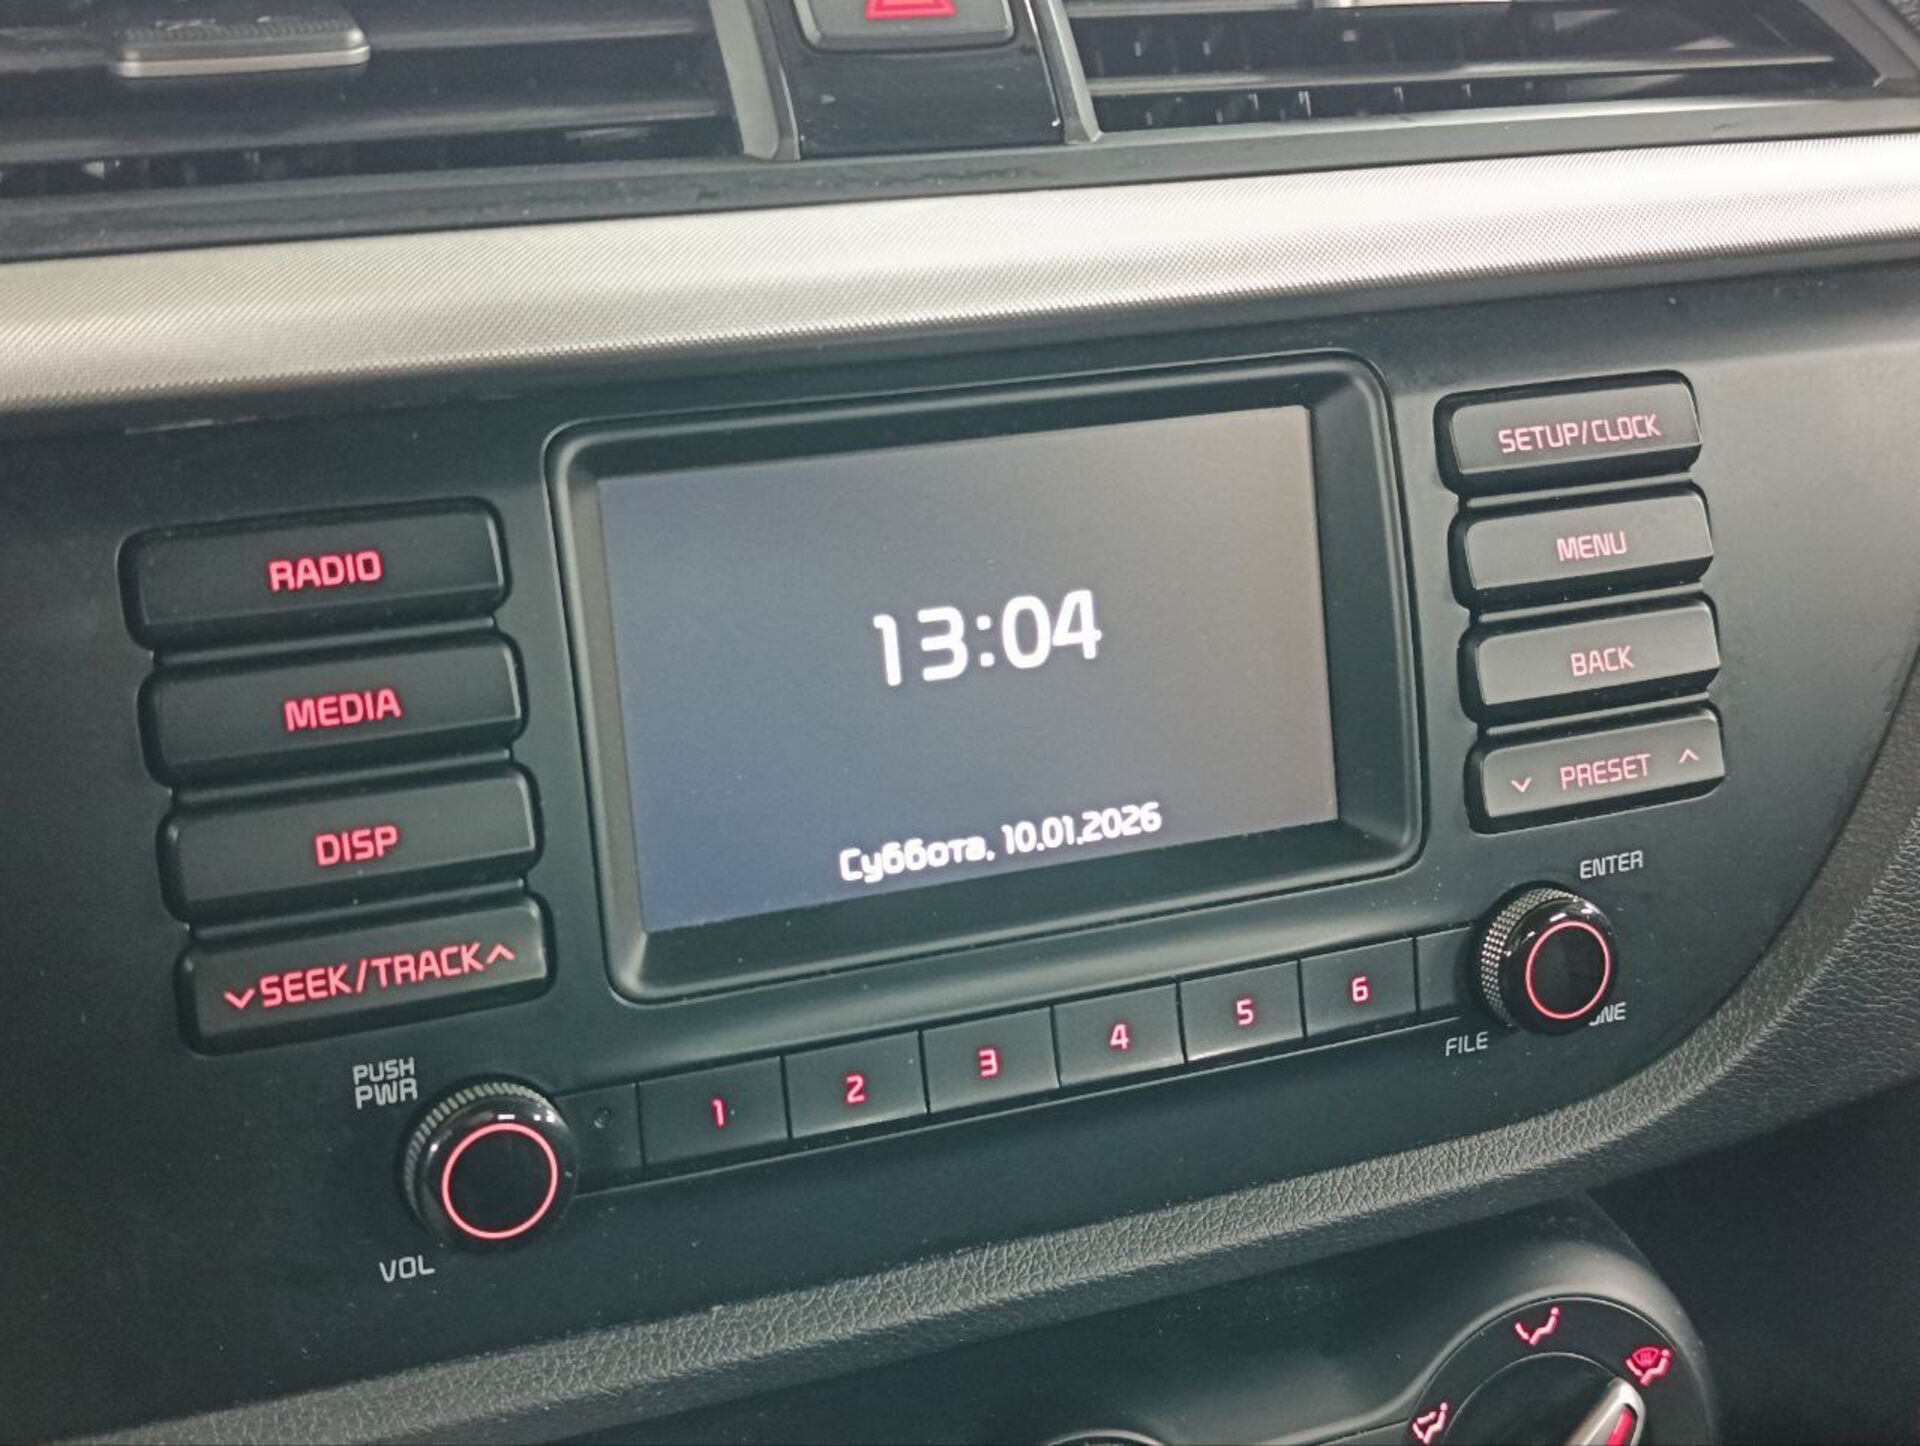 SETUP/CLOCK
RADIO
MENU
13:04
MEDIA
BACK
DISP
PRESET
Суббота, 10.01.2026
SEEK/TRACK
ENTER
PUSH
PWR
1 2 3 4 5 6
FILE
VOL